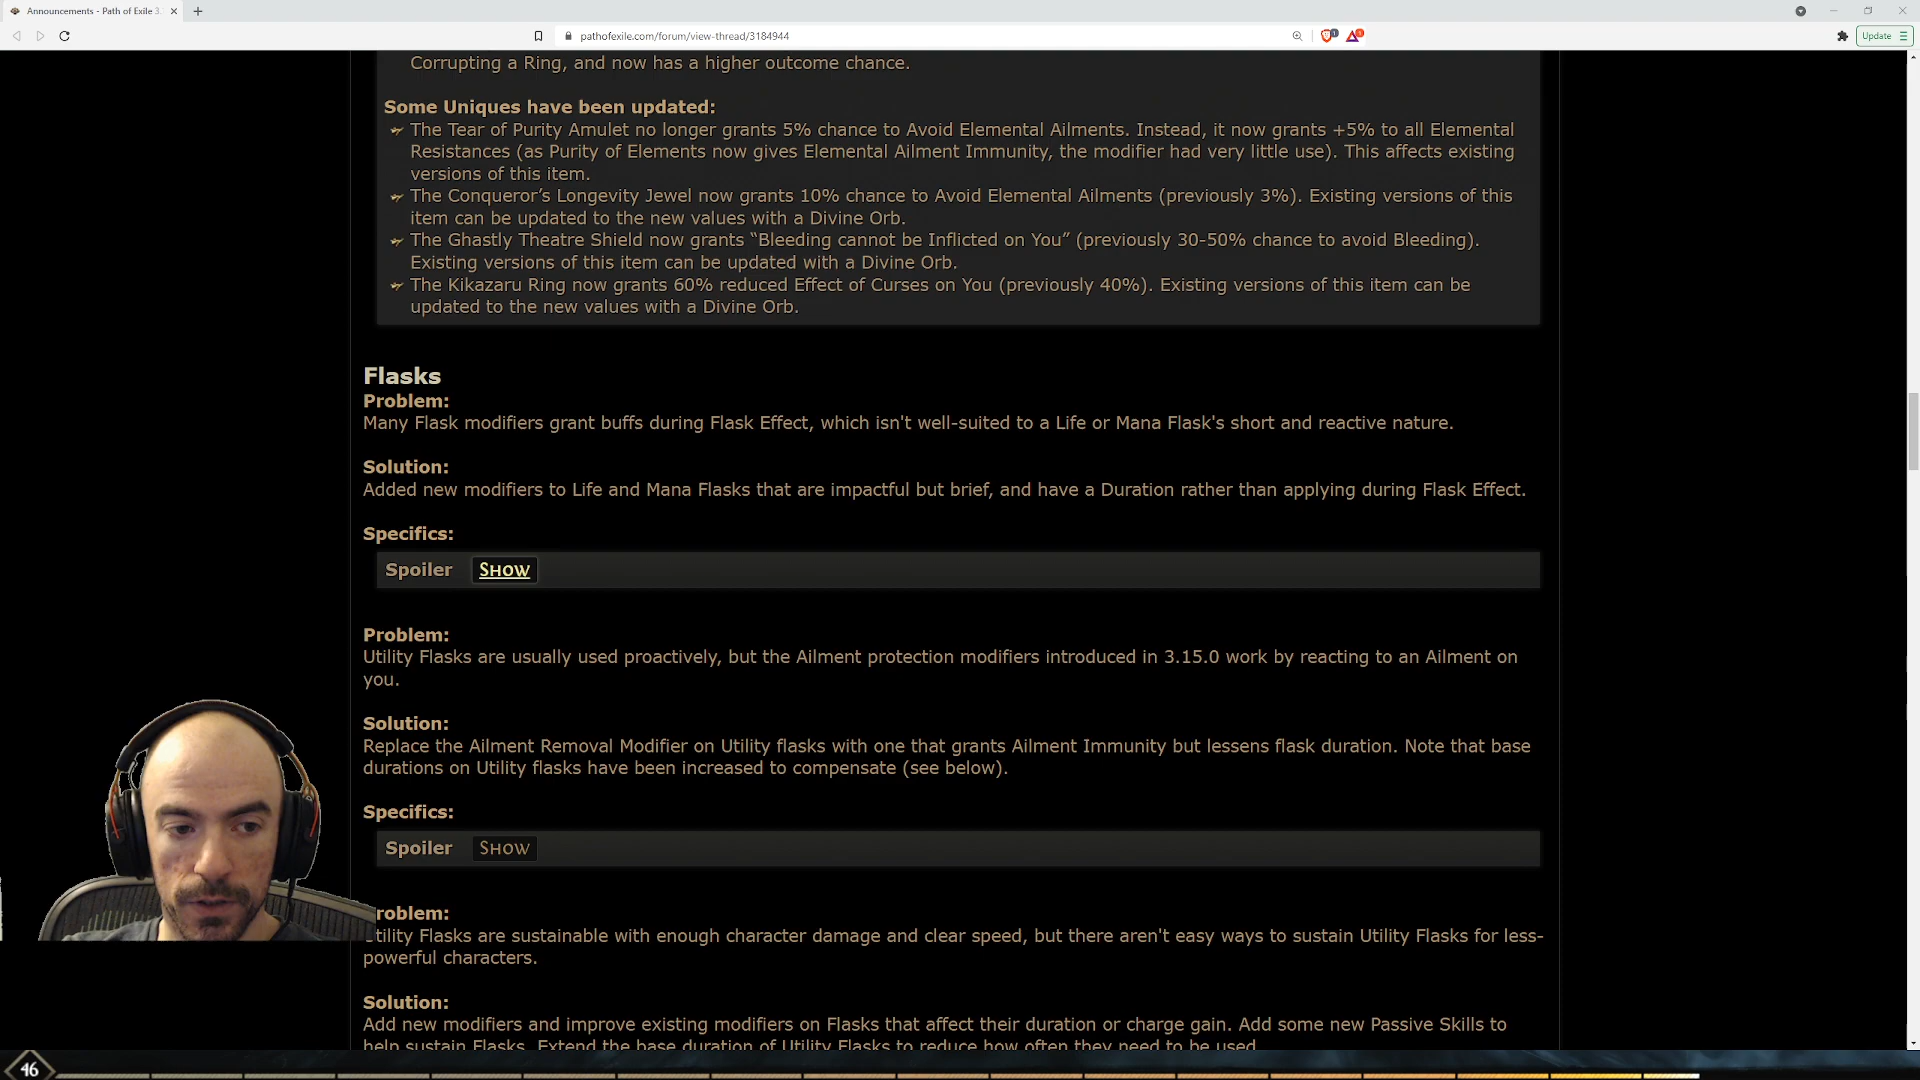 Announcements - Path of Exile 3.
pathofexile.com/forum/view-thread/3184944
Update
Corrupting a Ring, and now has a higher outcome chance.
Some Uniques have been updated:
The Tear of Purity Amulet no longer grants 5% chance to Avoid Elemental Ailments. Instead, it now grants +5% to all Elemental
Resistances (as Purity of Elements now gives Elemental Ailment Immunity, the modifier had very little use). This affects existing
versions of this item.
The Conqueror’s Longevity Jewel now grants 10% chance to Avoid Elemental Ailments (previously 3%). Existing versions of this
item can be updated to the new values with a Divine Orb.
The Ghastly Theatre Shield now grants “Bleeding cannot be Inflicted on You” (previously 30-50% chance to avoid Bleeding).
Existing versions of this item can be updated with a Divine Orb.
The Kikazaru Ring now grants 60% reduced Effect of Curses on You (previously 40%). Existing versions of this item can be
updated to the new values with a Divine Orb.
Flasks
Problem:
Many Flask modifiers grant buffs during Flask Effect, which isn't well-suited to a Life or Mana Flask's short and reactive nature.
Solution:
Added new modifiers to Life and Mana Flasks that are impactful but brief, and have a Duration rather than applying during Flask Effect.
Specifics:
Spoiler SHOW
Problem:
Utility Flasks are usually used proactively, but the Ailment protection modifiers introduced in 3.15.0 work by reacting to an Ailment on
you.
Solution:
Replace the Ailment Removal Modifier on Utility flasks with one that grants Ailment Immunity but lessens flask duration. Note that base
durations on Utility flasks have been increased to compensate (see below).
Specifics:
Spoiler SHOW
roblem:
tility Flasks are sustainable with enough character damage and clear speed, but there aren't easy ways to sustain Utility Flasks for less-
powerful characters.
Solution:
Add new modifiers and improve existing modifiers on Flasks that affect their duration or charge gain. Add some new Passive Skills to
help sustain Flasks. Extend the base duration of Utility Flasks to reduce how often they need to be used.
46